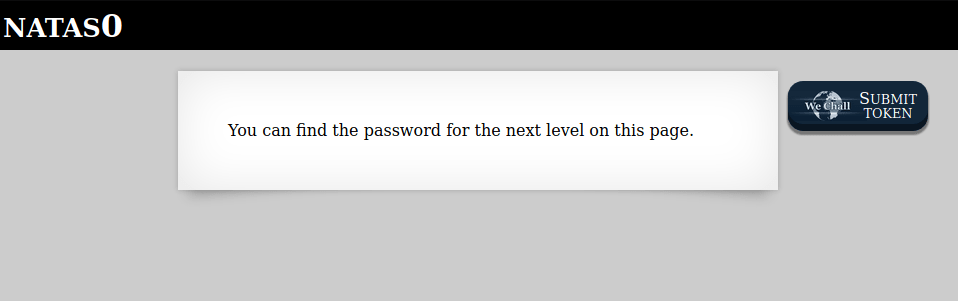 NATAS0
You can find the password for the next level on this page.
We Chall
SUBMIT
TOKEN